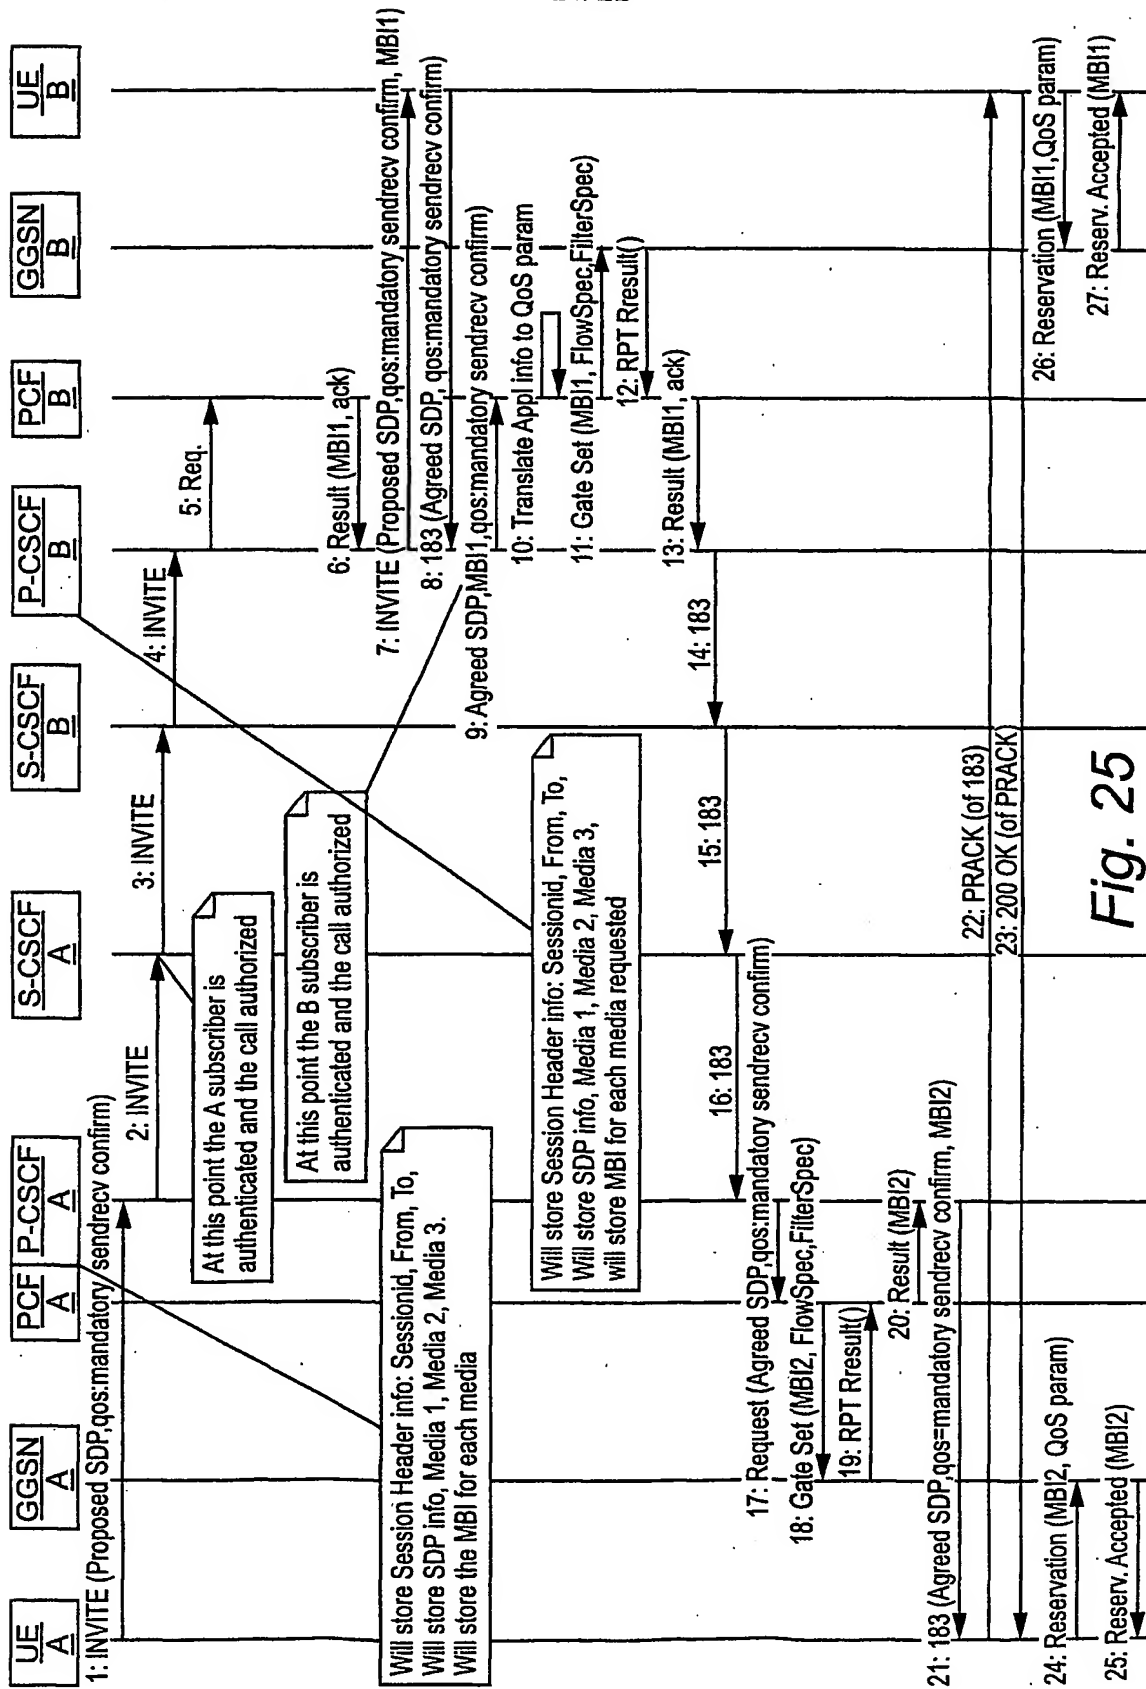 UE
A
GGSN
A
PCF
A
P-CSCF
A
S-CSCF
A
S-CSCF
B
P-CSCF
B
PCF
B
GGSN
B
UE
B
1: INVITE (Proposed SDP,qos:mandatory sendrecv confirm)
2: INVITE
3: INVITE
4: INVITE
5: Req.
At this point the A subscriber is
authenticated and the call authorized
At this point the B subscriber is
authenticated and the call authorized
6: Result (MBI1, ack)
7: INVITE (Proposed SDP,qos:mandatory sendrecv confirm, MBI1)
8: 183 (Agreed SDP, qos:mandatory sendrecv confirm)
9: Agreed SDP,MBI1,qos:mandatory sendrecv confirm)
10: Translate Appl info to QoS param
11: Gate Set (MBI1, FlowSpec,FilterSpec)
12: RPT Rresult()
13: Result (MBI1, ack)
Will store Session Header info: Sessionid, From, To,
Will store SDP info, Media 1, Media 2, Media 3.
Will store the MBI for each media
Will store Session Header info: Sessionid, From, To,
Will store SDP info, Media 1, Media 2, Media 3,
will store MBI for each media requested
14: 183
15: 183
16: 183
17: Request (Agreed SDP,qos:mandatory sendrecv confirm)
18: Gate Set (MBI2, FlowSpec,FilterSpec)
19: RPT Rresult()
20: Result (MBI2)
21: 183 (Agreed SDP,qos=mandatory sendrecv confirm, MBI2)
22: PRACK (of 183)
23: 200 OK (of PRACK)
24: Reservation (MBI2, QoS param)
25: Reserv. Accepted (MBI2)
26: Reservation (MBI1,QoS param)
27: Reserv. Accepted (MBI1)
Fig. 25